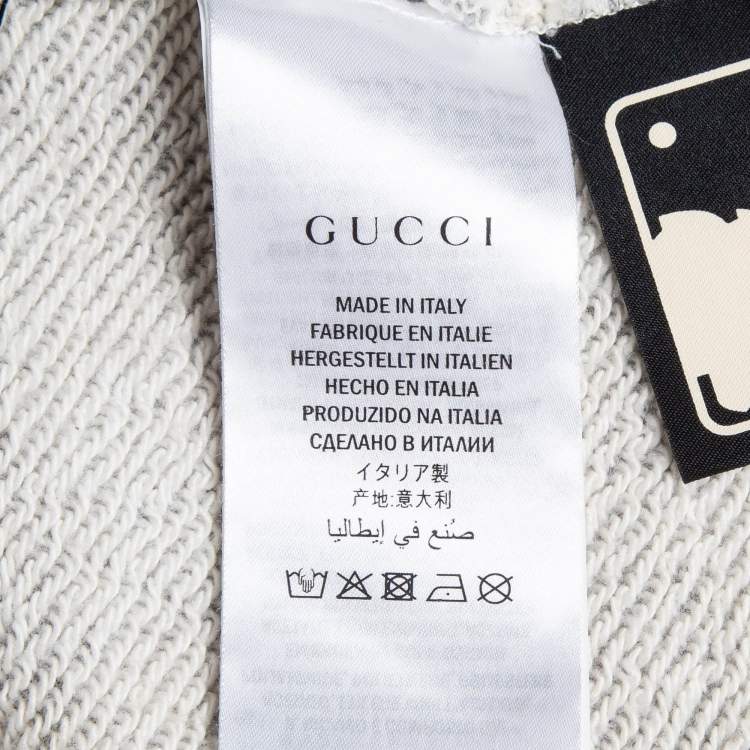 GUCCI
MADE IN ITALY
FABRIQUE EN ITALIE
HERGESTELLT IN ITALIEN
HECHO EN ITALIA
PRODUZIDO NA ITALIA
СДЕЛАНО В ИТАЛИИ
イタリア製
产地:意大利
صُنع في إيطاليا